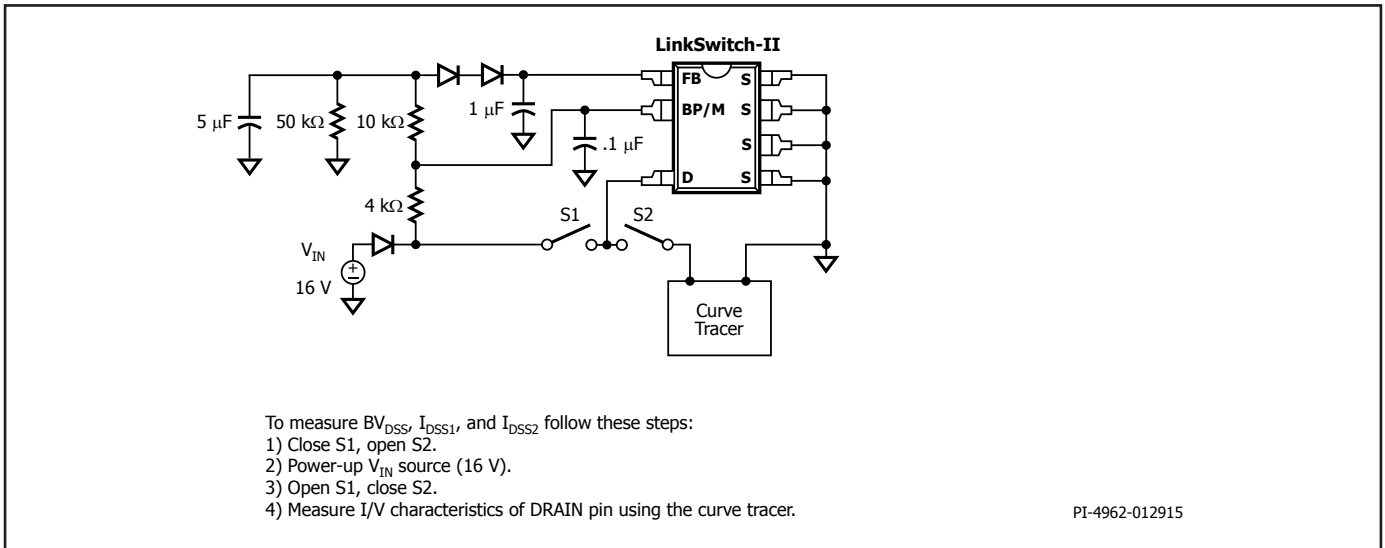 LinkSwitch-II
FB S
BP/M S
S
D S
5 μF
50 kΩ
10 kΩ
1 μF
.1 μF
4 kΩ
S1
S2
V_IN
16 V
+
Curve
Tracer
To measure BV_DSS, I_DSS1, and I_DSS2 follow these steps:
1) Close S1, open S2.
2) Power-up V_IN source (16 V).
3) Open S1, close S2.
4) Measure I/V characteristics of DRAIN pin using the curve tracer.
PI-4962-012915